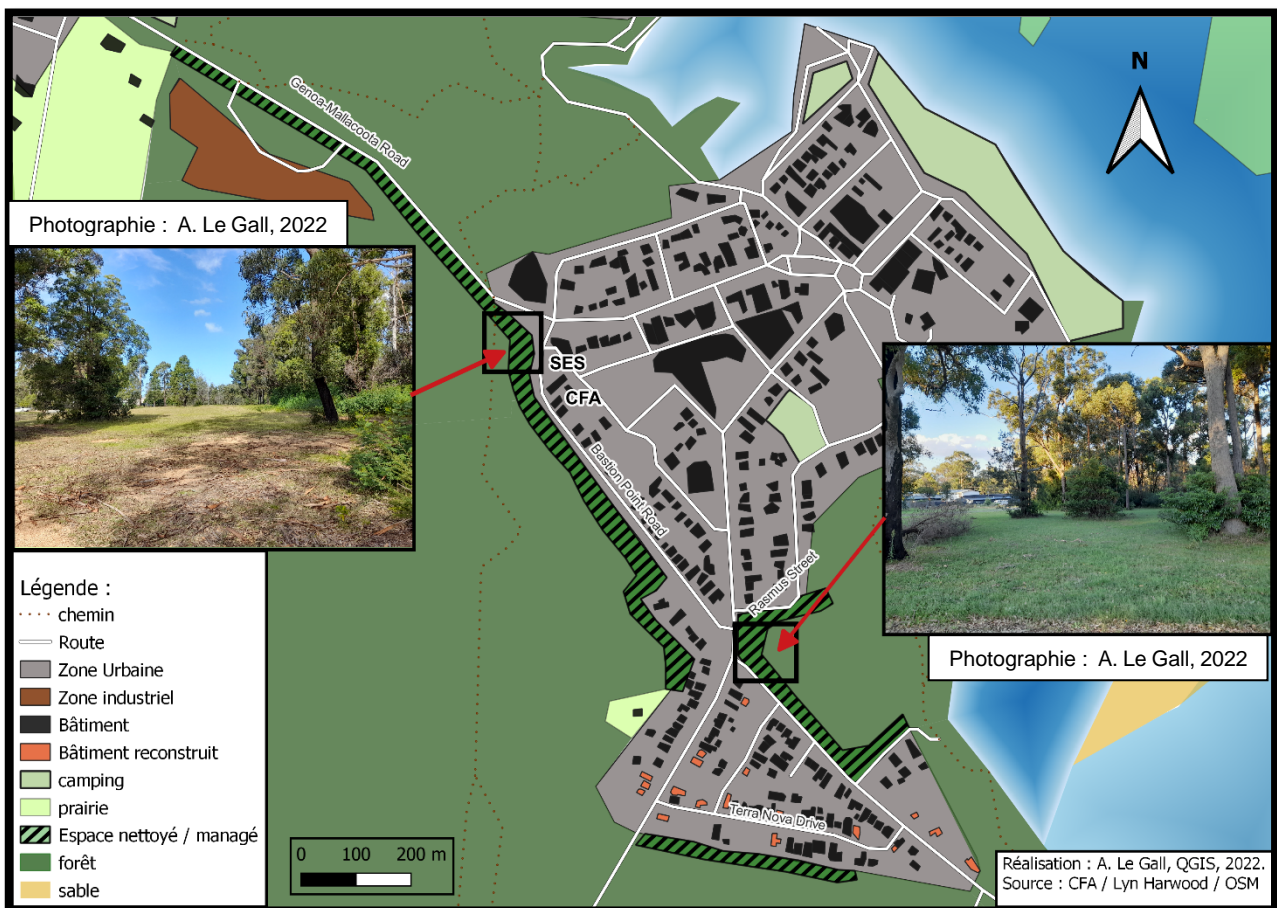 Genoa-Mallacoota Road
N
Photographie : A. Le Gall, 2022
SES
CFA
Bastion Point Road
Rasmus Street
Photographie : A. Le Gall, 2022
Terra Nova Drive
Légende :
chemin
Route
Zone Urbaine
Zone industriel
Bâtiment
Bâtiment reconstruit
camping
prairie
Espace nettoyé / managé
forêt
sable
0 100 200 m
Réalisation : A. Le Gall, QGIS, 2022.
Source : CFA / Lyn Harwood / OSM